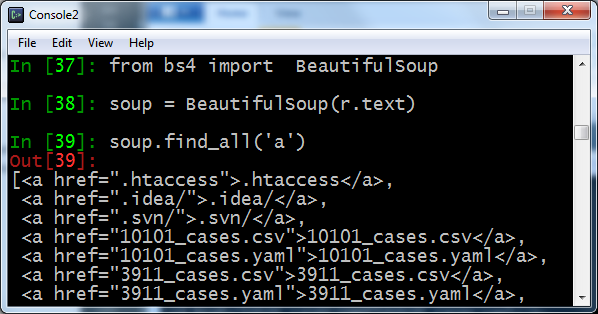 Console2
File Edit View Help
In [37]: from bs4 import  BeautifulSoup
In [38]: soup = BeautifulSoup(r.text)
In [39]: soup.find_all('a')
Out[39]:
[<a href=".htaccess">.htaccess</a>,
 <a href=".idea/">.idea/</a>,
 <a href=".svn/">.svn/</a>,
 <a href="10101_cases.csv">10101_cases.csv</a>,
 <a href="10101_cases.yaml">10101_cases.yaml</a>,
 <a href="3911_cases.csv">3911_cases.csv</a>,
 <a href="3911_cases.yaml">3911_cases.yaml</a>,